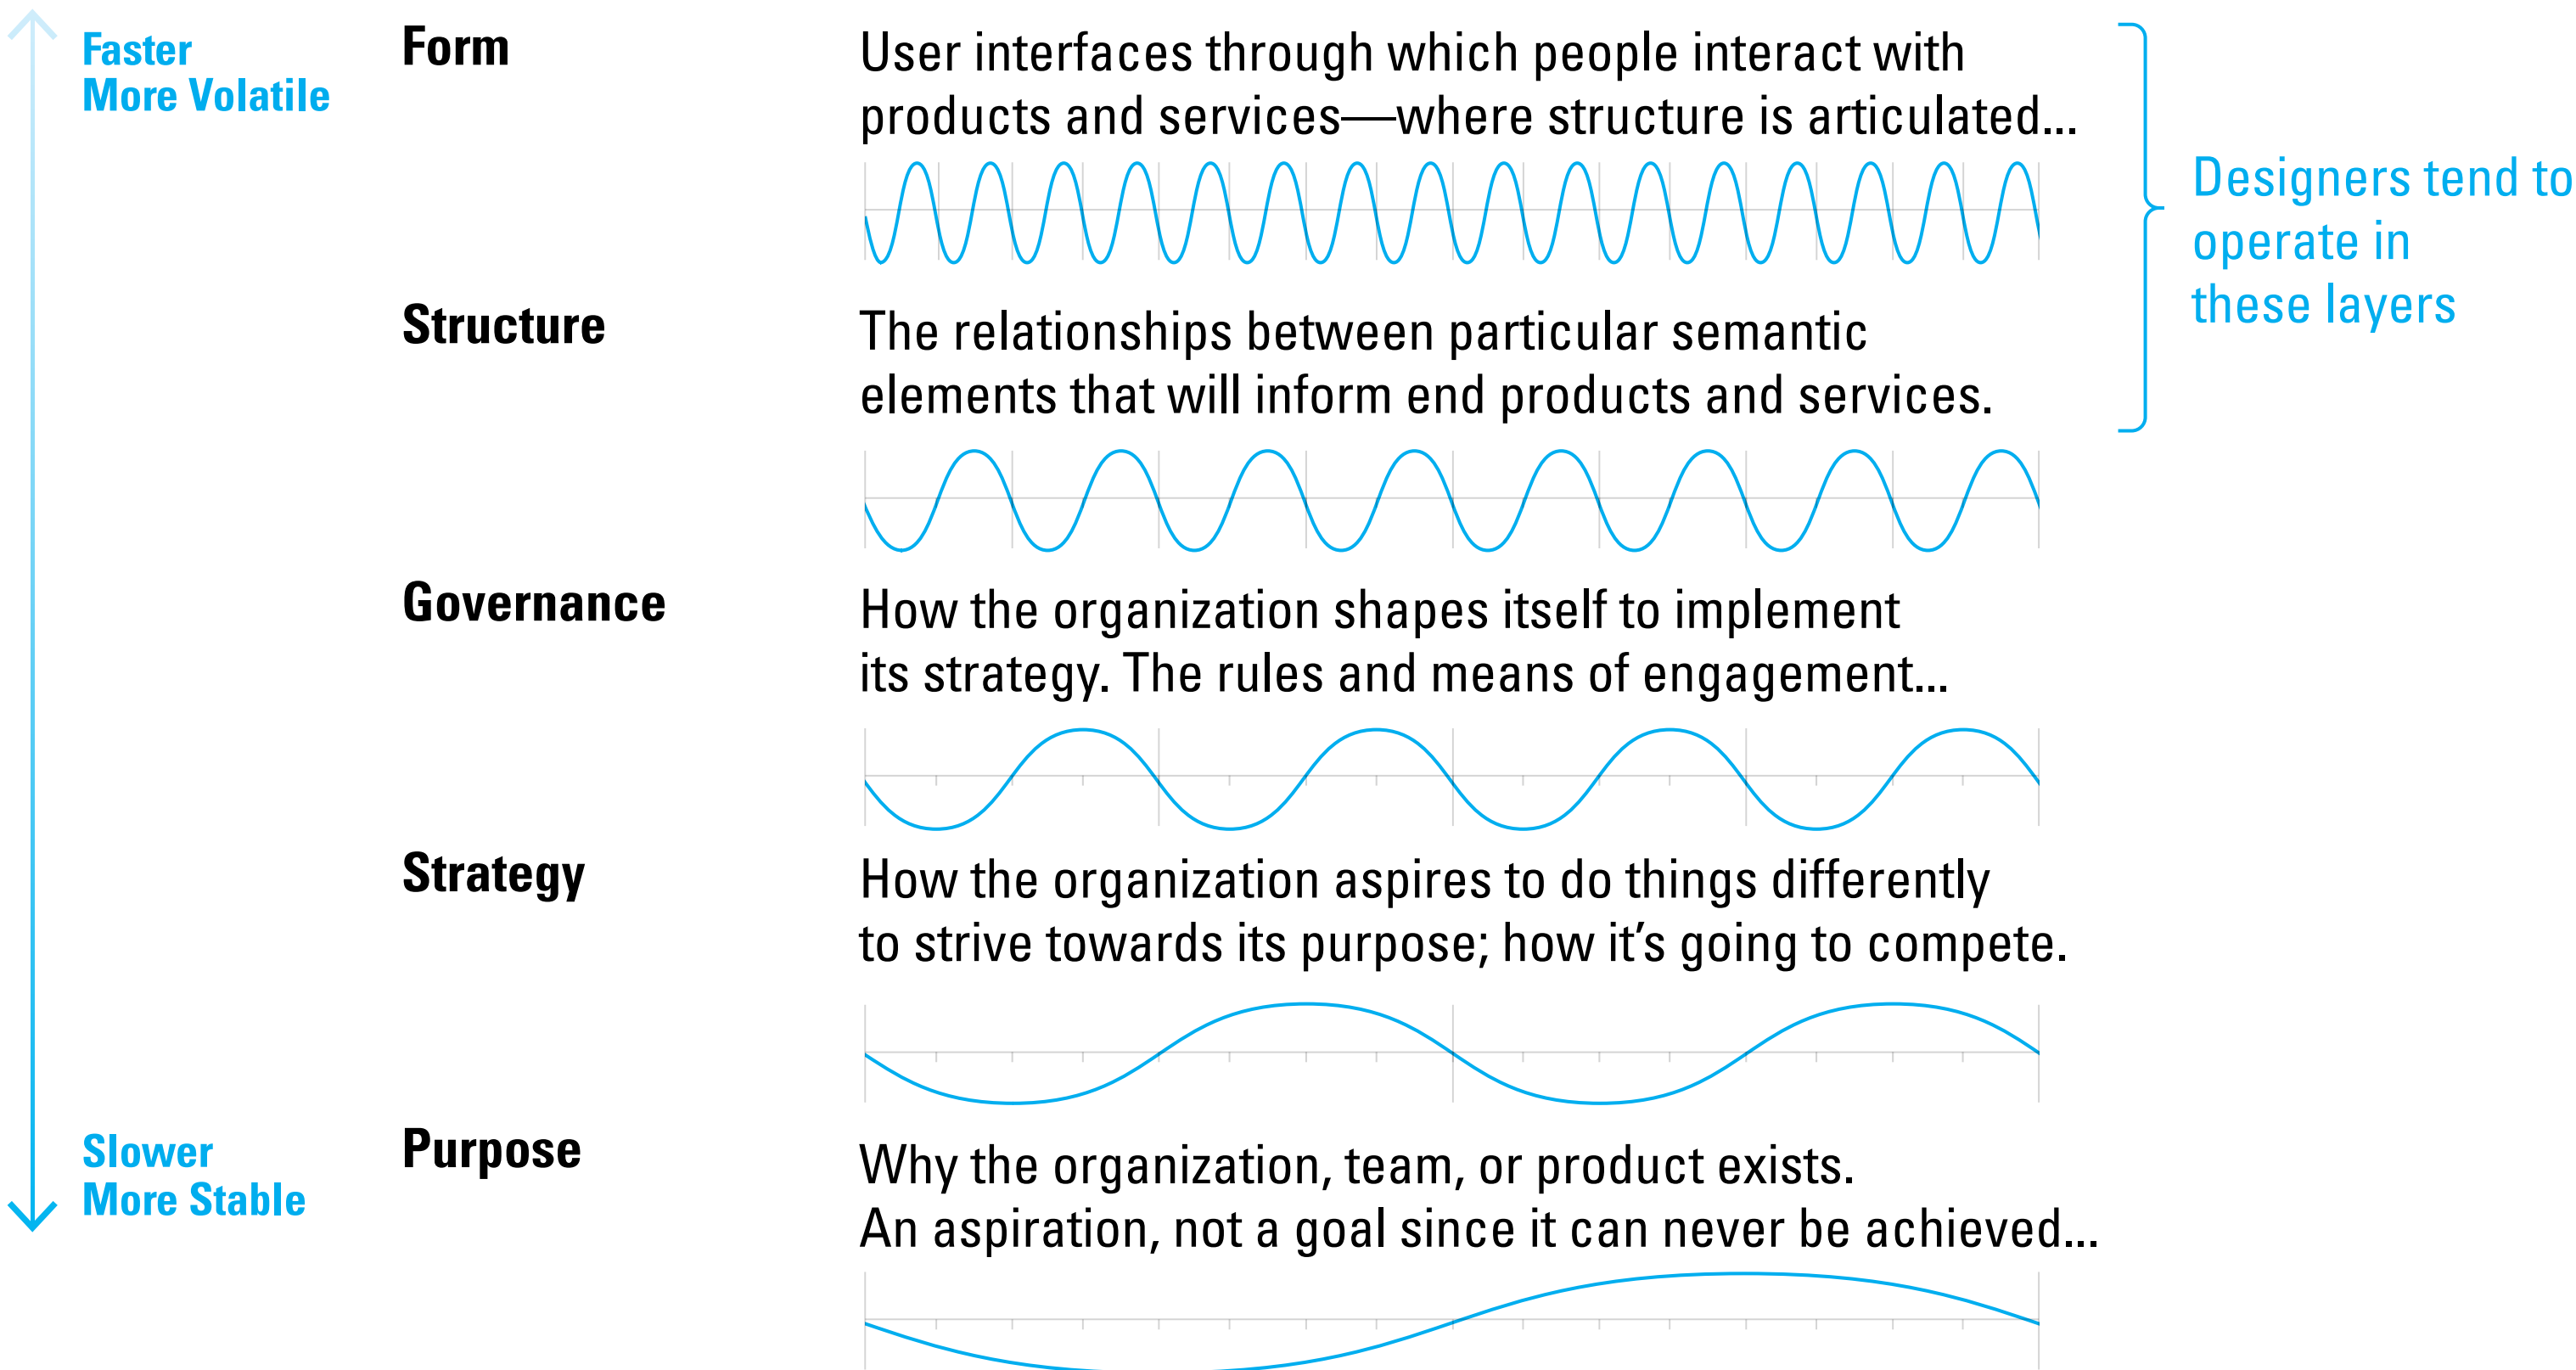 Faster
More Volatile
Form
User interfaces through which people interact with
products and services—where structure is articulated...
Designers tend to
operate in
these layers
Structure
The relationships between particular semantic
elements that will inform end products and services.
Governance
How the organization shapes itself to implement
its strategy. The rules and means of engagement...
Strategy
How the organization aspires to do things differently
to strive towards its purpose; how it’s going to compete.
Slower
More Stable
Purpose
Why the organization, team, or product exists.
An aspiration, not a goal since it can never be achieved...